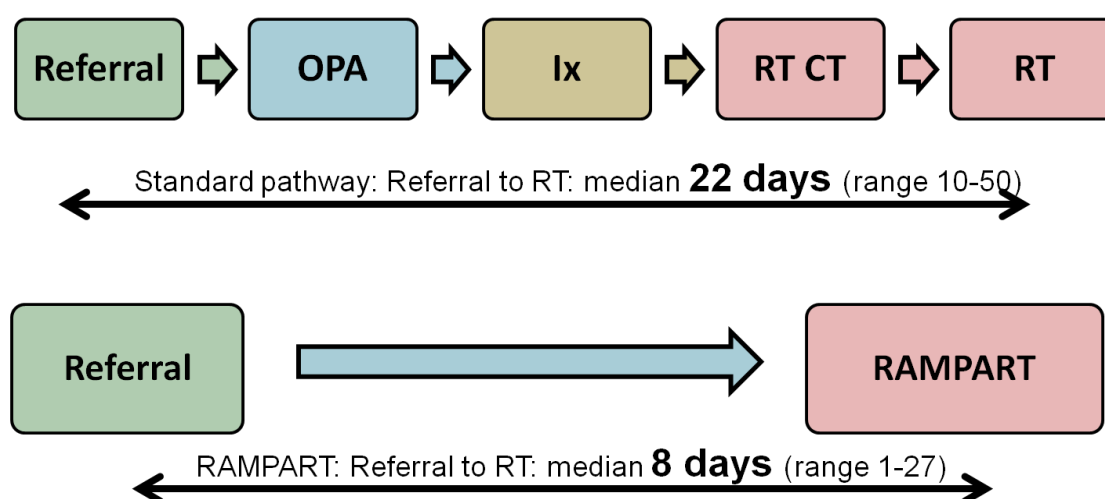 Referral OPA Ix RT CT RT
Standard pathway: Referral to RT: median 22 days (range 10-50)
Referral RAMPART
RAMPART: Referral to RT: median 8 days (range 1-27)